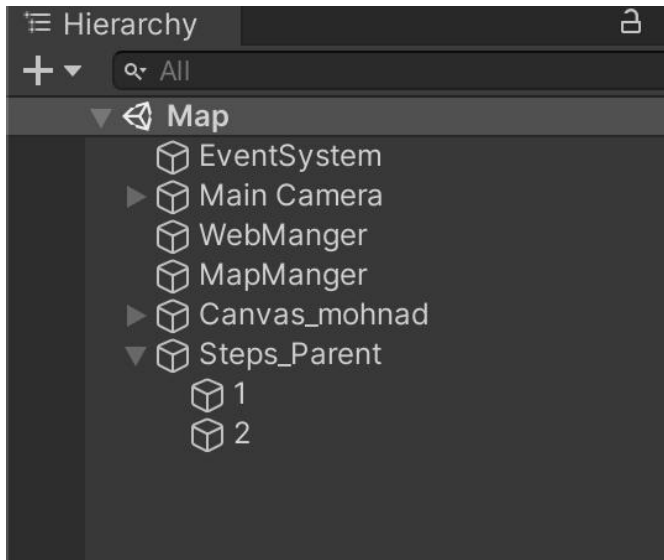 Hierarchy
All
Map
EventSystem
Main Camera
WebManger
MapManger
Canvas_mohnad
Steps_Parent
1
2